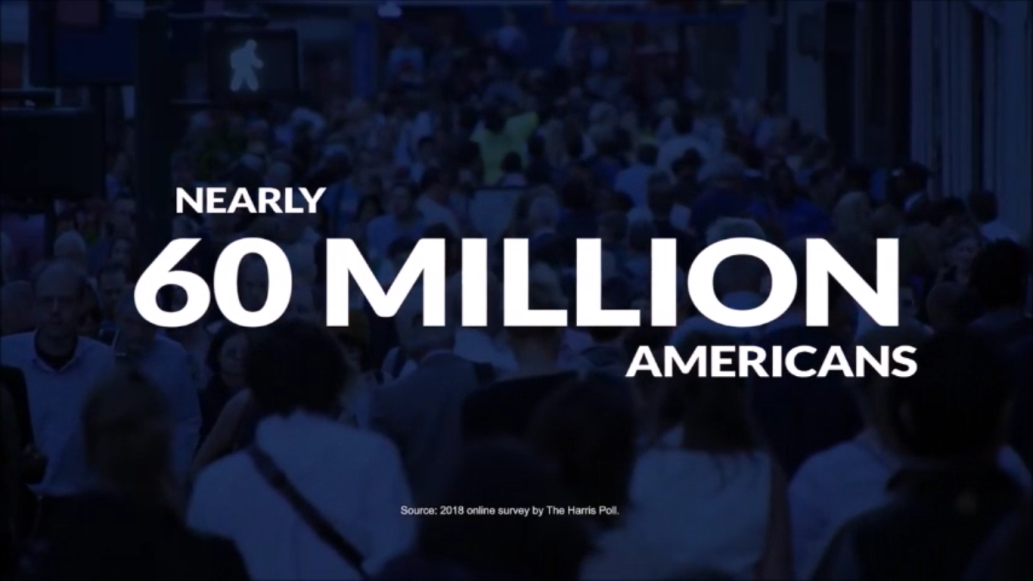 NEARLY
60 MILLION
AMERICANS
Source: 2018 online survey by The Harris Poll.